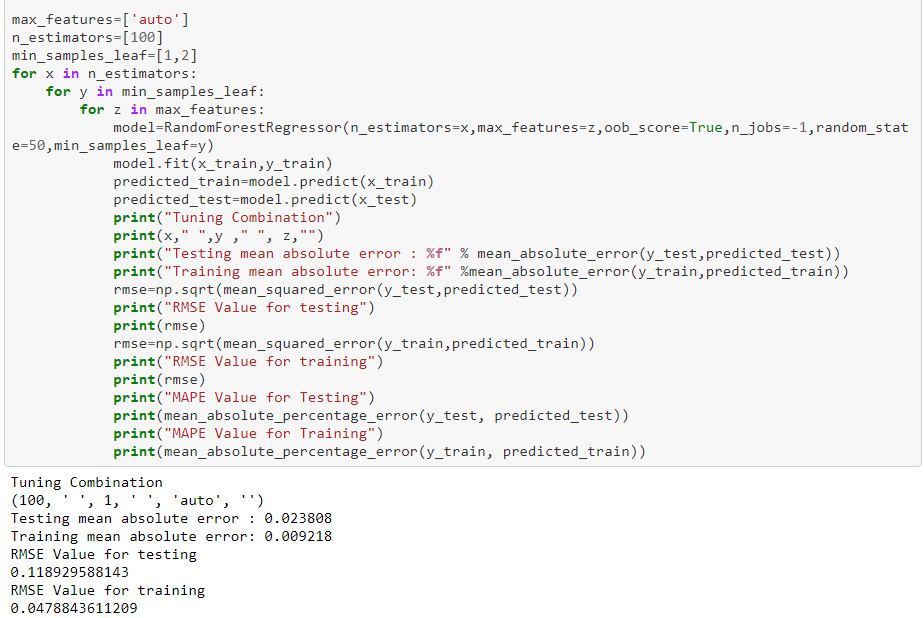 max_features=['auto']
n_estimators=[100]
min_samples_leaf=[1,2]
for x in n_estimators:
    for y in min_samples_leaf:
        for z in max_features:
            model=RandomForestRegressor(n_estimators=x,max_features=z,oob_score=True,n_jobs=-1,random_stat
e=50,min_samples_leaf=y)
            model.fit(x_train,y_train)
            predicted_train=model.predict(x_train)
            predicted_test=model.predict(x_test)
            print("Tuning Combination")
            print(x," ",y ," ", z,"")
            print("Testing mean absolute error : %f" % mean_absolute_error(y_test,predicted_test))
            print("Training mean absolute error: %f" %mean_absolute_error(y_train,predicted_train))
            rmse=np.sqrt(mean_squared_error(y_test,predicted_test))
            print("RMSE Value for testing")
            print(rmse)
            rmse=np.sqrt(mean_squared_error(y_train,predicted_train))
            print("RMSE Value for training")
            print(rmse)
            print("MAPE Value for Testing")
            print(mean_absolute_percentage_error(y_test, predicted_test))
            print("MAPE Value for Training")
            print(mean_absolute_percentage_error(y_train, predicted_train))
Tuning Combination
(100, ' ', 1, ' ', 'auto', '')
Testing mean absolute error : 0.023808
Training mean absolute error: 0.009218
RMSE Value for testing
0.118929588143
RMSE Value for training
0.0478843611209